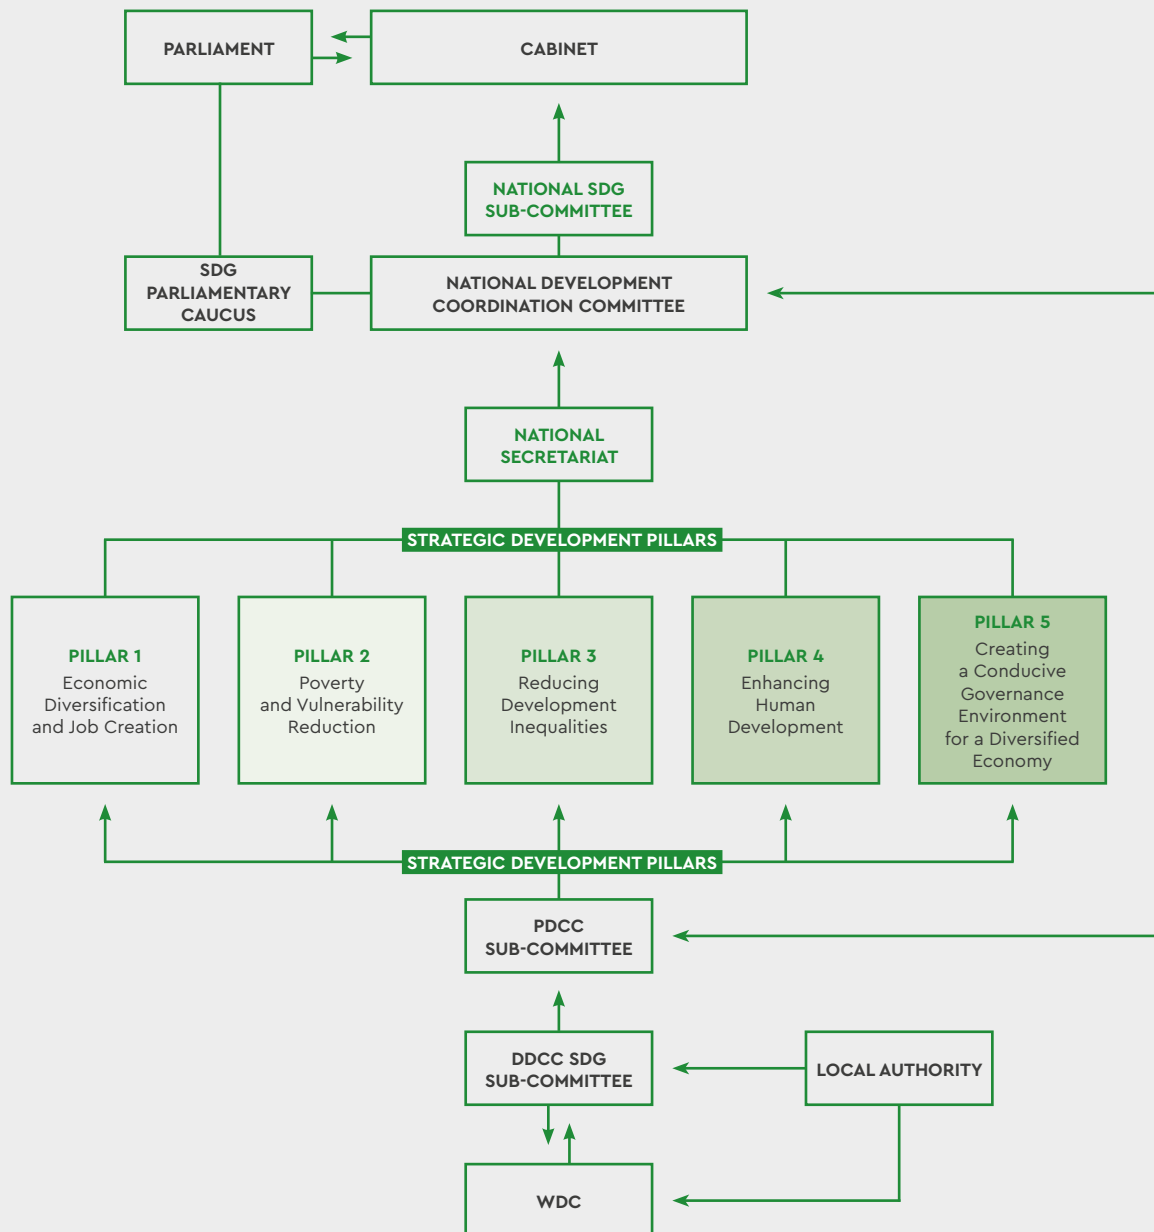 PARLIAMENT
CABINET
NATIONAL SDG
SUB-COMMITTEE
SDG
PARLIAMENTARY
CAUCUS
NATIONAL DEVELOPMENT
COORDINATION COMMITTEE
NATIONAL
SECRETARIAT
STRATEGIC DEVELOPMENT PILLARS
PILLAR 1
Economic
Diversification
and Job Creation
PILLAR 2
Poverty
and Vulnerability
Reduction
PILLAR 3
Reducing
Development
Inequalities
PILLAR 4
Enhancing
Human
Development
PILLAR 5
Creating
a Conducive
Governance
Environment
for a Diversified
Economy
STRATEGIC DEVELOPMENT PILLARS
PDCC
SUB-COMMITTEE
DDCC SDG
SUB-COMMITTEE
LOCAL AUTHORITY
WDC